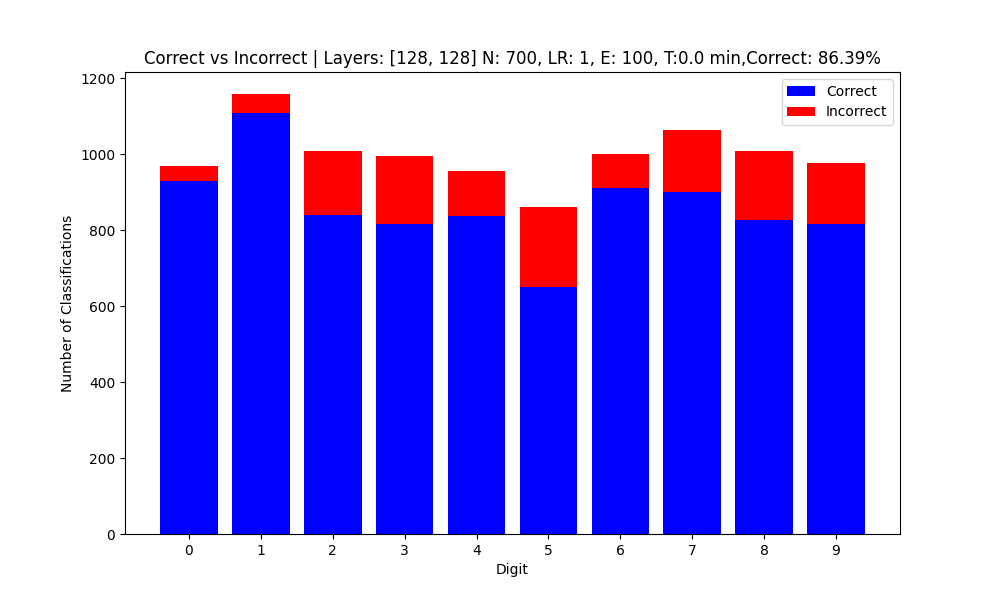 Correct vs Incorrect | Layers: [128, 128] N: 700, LR: 1, E: 100, T:0.0 min,Correct: 86.39%
Correct
Incorrect
1200
1000
800
600
400
200
0
Number of Classifications
0 1 2 3 4 5 6 7 8 9
Digit